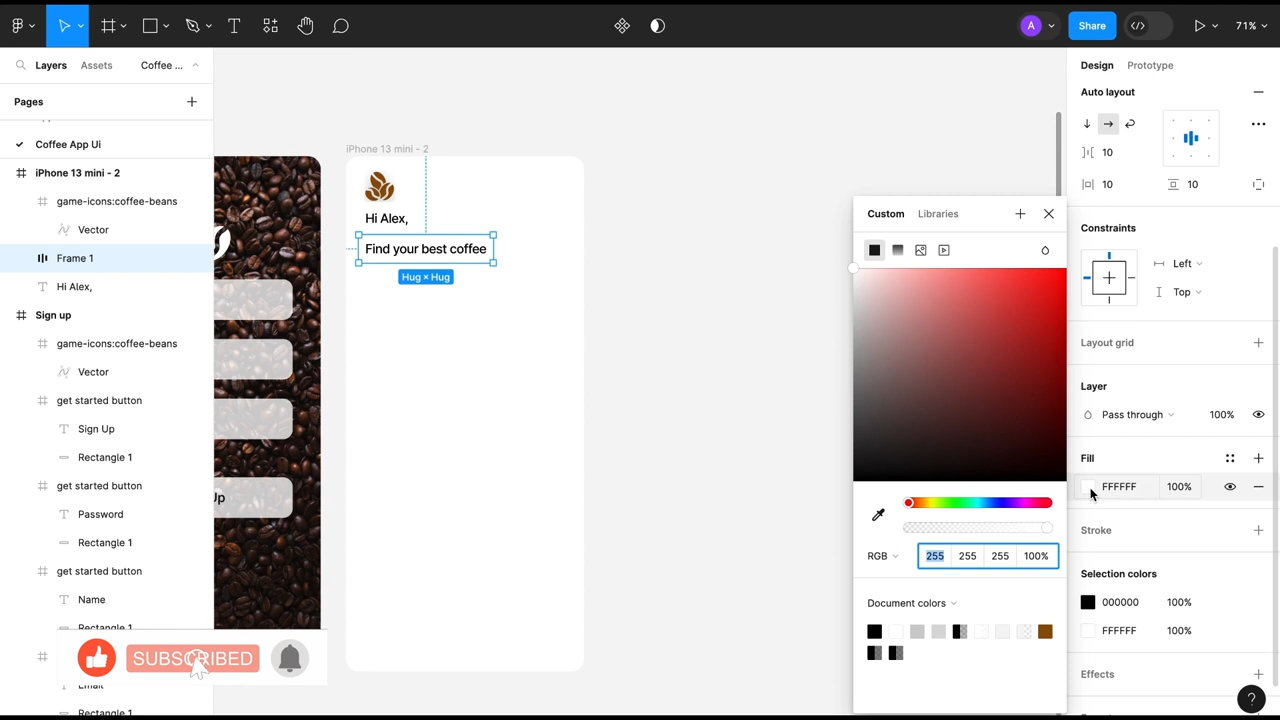 A
Share
71%
Layers
Assets
Coffee ...
Pages
Coffee App Ui
iPhone 13 mini - 2
game-icons:coffee-beans
Vector
Frame 1
Hi Alex,
Sign up
game-icons:coffee-beans
Vector
get started button
Sign Up
Rectangle 1
get started button
Password
Rectangle 1
get started button
Name
Rectangle 1
Email
Rectangle 1
SUBSCRIBED
Up
iPhone 13 mini - 2
Hi Alex,
Find your best coffee
Hug × Hug
Custom
Libraries
RGB
255
255
255
100%
Document colors
Design
Prototype
Auto layout
10
10
10
Constraints
Left
Top
Layout grid
Layer
Pass through
100%
Fill
FFFFFF
100%
Stroke
Selection colors
000000
100%
FFFFFF
100%
Effects
?